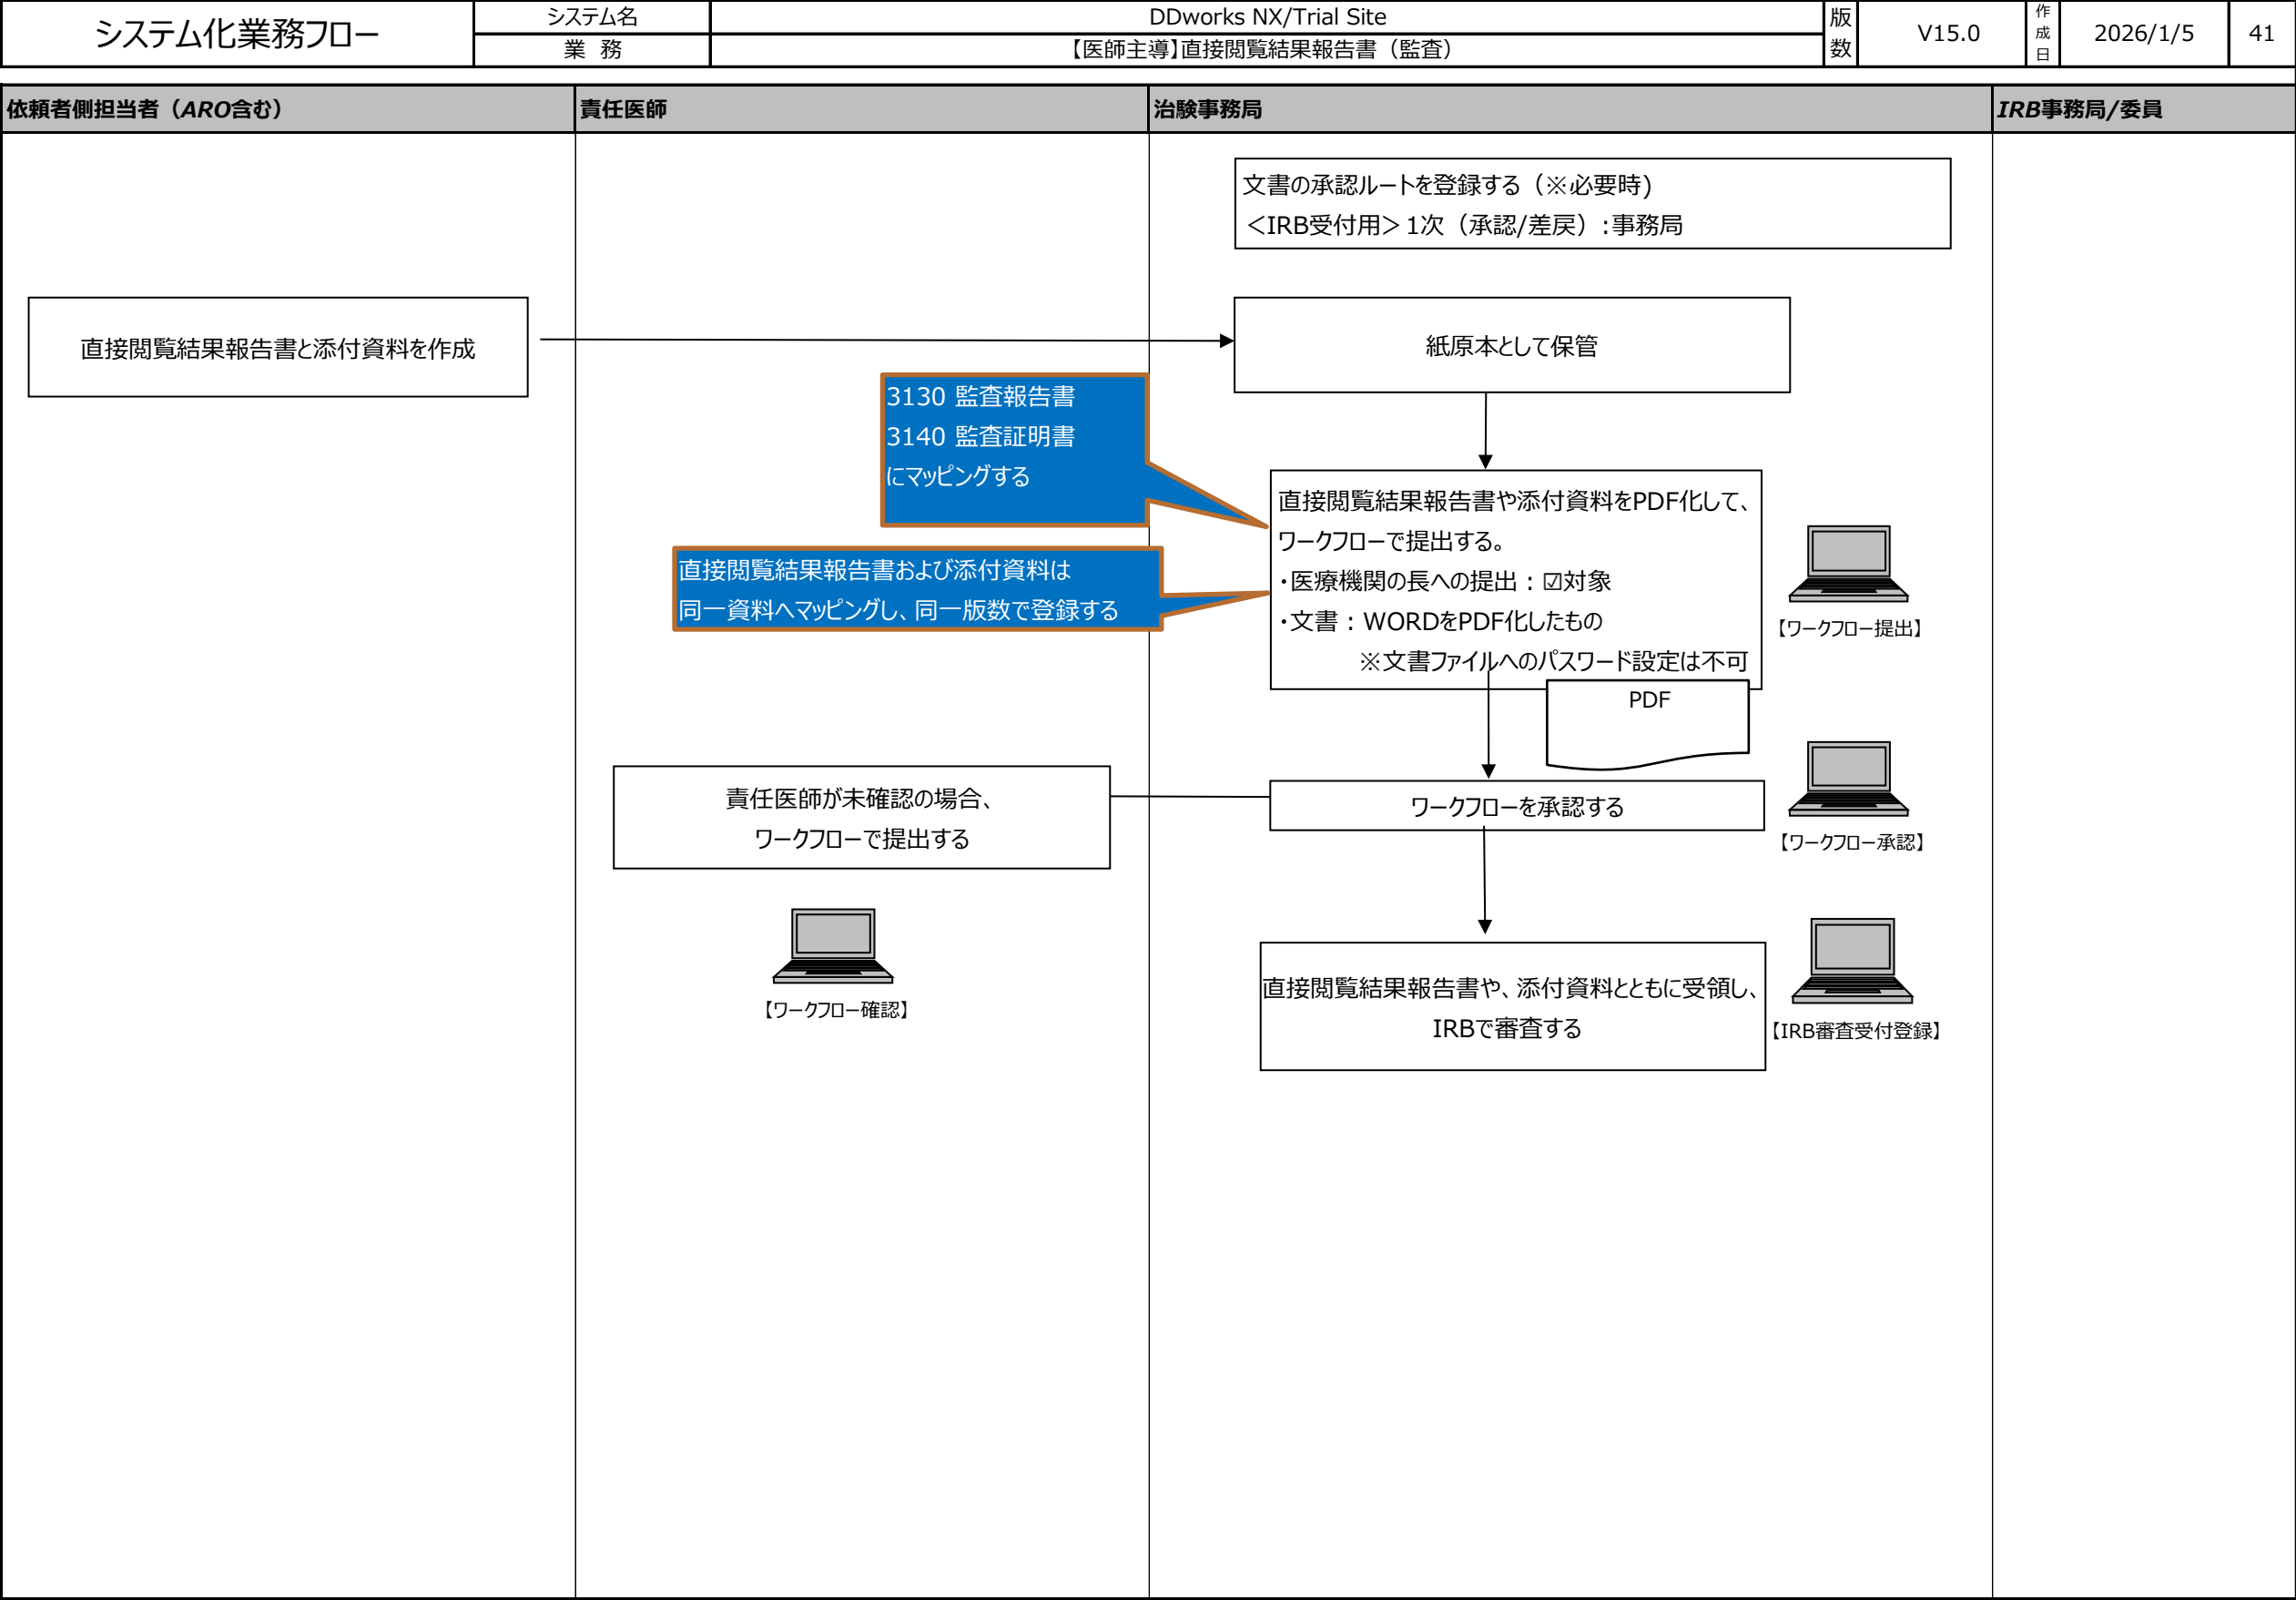 システム化業務フロー
システム名
DDworks NX/Trial Site
業 務
【医師主導】直接閲覧結果報告書（監査）
版数
V15.0
作成日
2026/1/5
41
依頼者側担当者（ARO含む）
責任医師
治験事務局
IRB事務局/委員
文書の承認ルートを登録する（※必要時)
＜IRB受付用＞1次（承認/差戻）:事務局
直接閲覧結果報告書と添付資料を作成
紙原本として保管
3130 監査報告書
3140 監査証明書
にマッピングする
直接閲覧結果報告書や添付資料をPDF化して、
ワークフローで提出する。
・医療機関の長への提出：☑対象
・文書：WORDをPDF化したもの
※文書ファイルへのパスワード設定は不可
直接閲覧結果報告書および添付資料は
同一資料へマッピングし、同一版数で登録する
【ワークフロー提出】
PDF
責任医師が未確認の場合、
ワークフローで提出する
ワークフローを承認する
【ワークフロー承認】
【ワークフロー確認】
直接閲覧結果報告書や、添付資料とともに受領し、
IRBで審査する
【IRB審査受付登録】